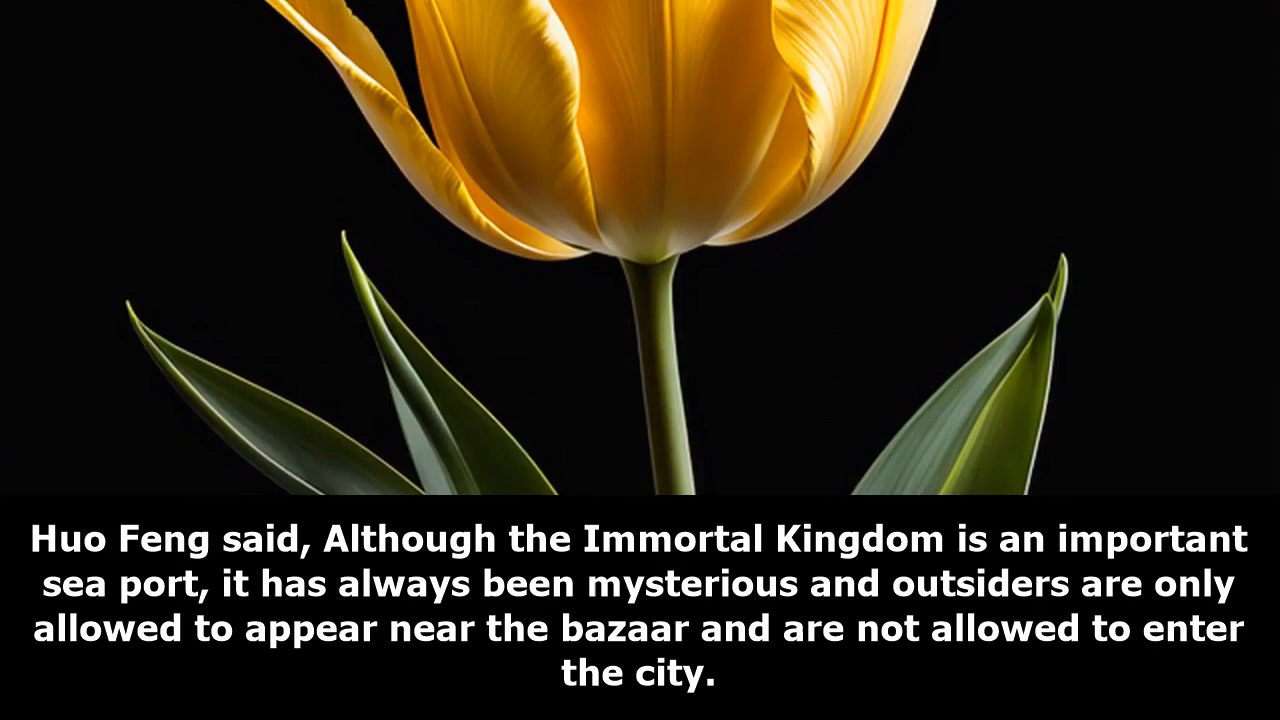 Huo Feng said, Although the Immortal Kingdom is an important
sea port, it has always been mysterious and outsiders are only
allowed to appear near the bazaar and are not allowed to enter
the city.